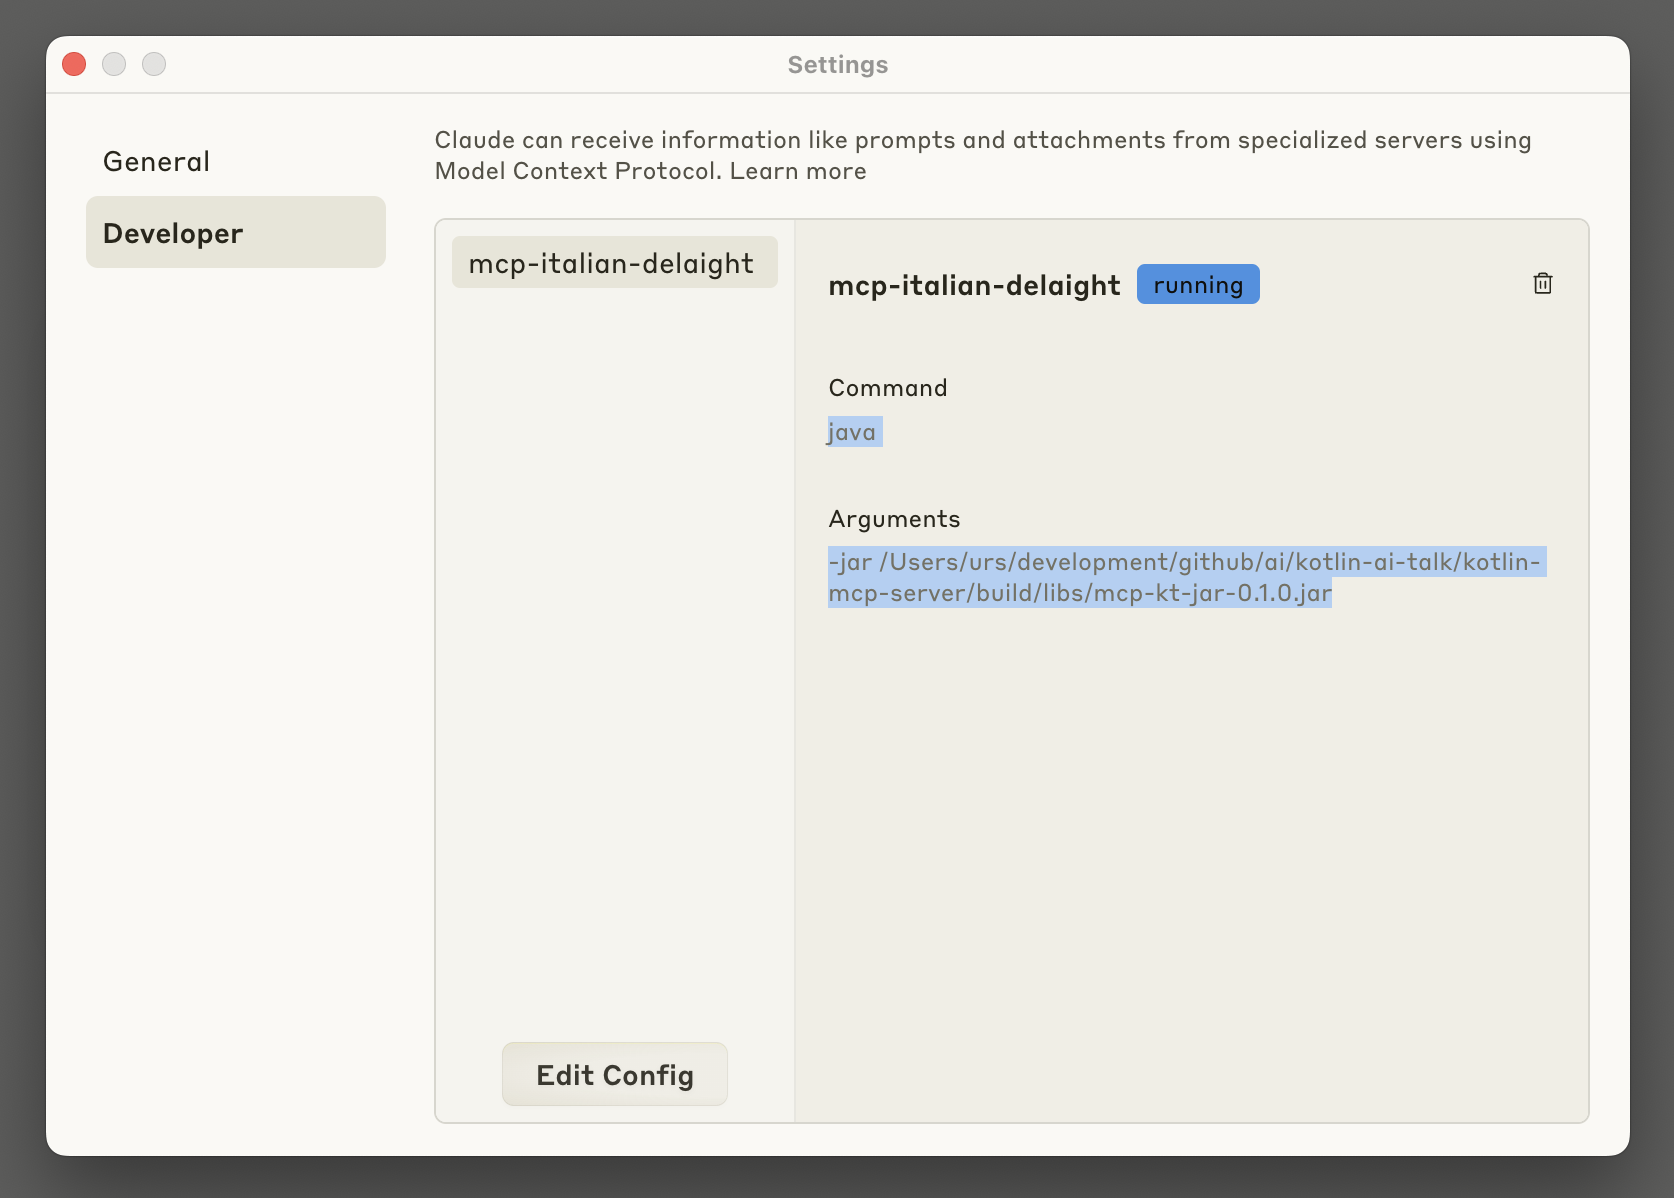 Settings
General
Developer
Claude can receive information like prompts and attachments from specialized servers using
Model Context Protocol. Learn more
mcp-italian-delaight
mcp-italian-delaight running
Command
java
Arguments
-jar /Users/urs/development/github/ai/kotlin-ai-talk/kotlin-
mcp-server/build/libs/mcp-kt-jar-0.1.0.jar
Edit Config